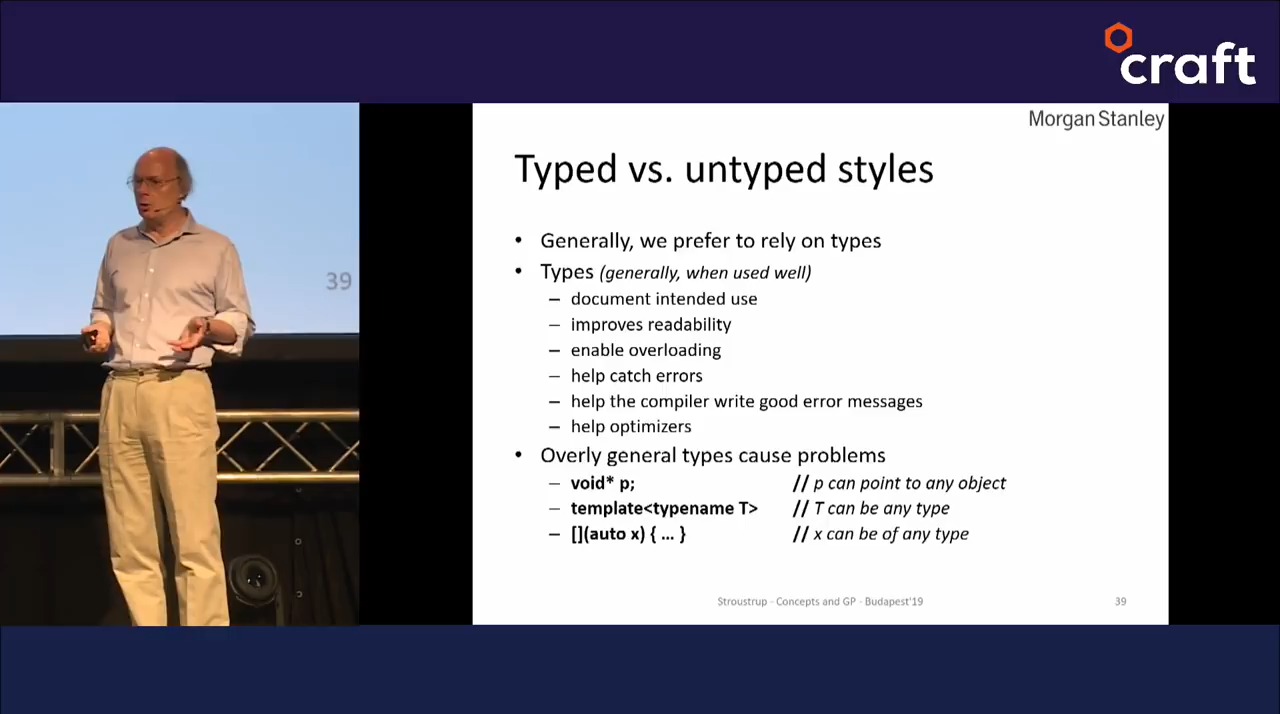 craft
Morgan Stanley
Typed vs. untyped styles
• Generally, we prefer to rely on types
• Types (generally, when used well)
– document intended use
– improves readability
– enable overloading
– help catch errors
– help the compiler write good error messages
– help optimizers
• Overly general types cause problems
– void* p; // p can point to any object
– template<typename T> // T can be any type
– [](auto x) { … } // x can be of any type
39
Stroustrup - Concepts and GP - Budapest'19
39